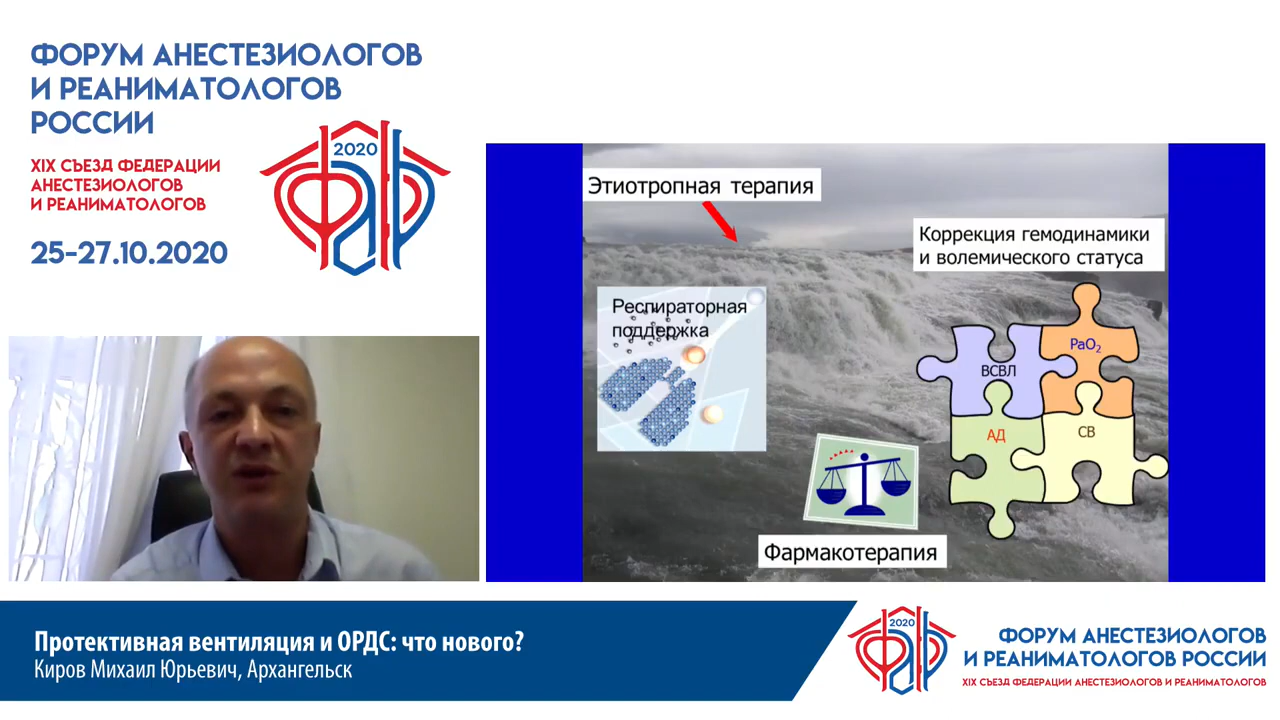 ФОРУМ АНЕСТЕЗИОЛОГОВ
И РЕАНИМАТОЛОГОВ
РОССИИ
XIX СЪЕЗД ФЕДЕРАЦИИ
АНЕСТЕЗИОЛОГОВ
И РЕАНИМАТОЛОГОВ
25-27.10.2020
2020
ФАР
Этиотропная терапия
Коррекция гемодинамики
и волемического статуса
Респираторная
поддержка
PaO₂
ВСВЛ
АД
СВ
Фармакотерапия
Протективная вентиляция и ОРДС: что нового?
Киров Михаил Юрьевич, Архангельск
2020
ФАР
ФОРУМ АНЕСТЕЗИОЛОГОВ
И РЕАНИМАТОЛОГОВ РОССИИ
XIX СЪЕЗД ФЕДЕРАЦИИ АНЕСТЕЗИОЛОГОВ И РЕАНИМАТОЛОГОВ